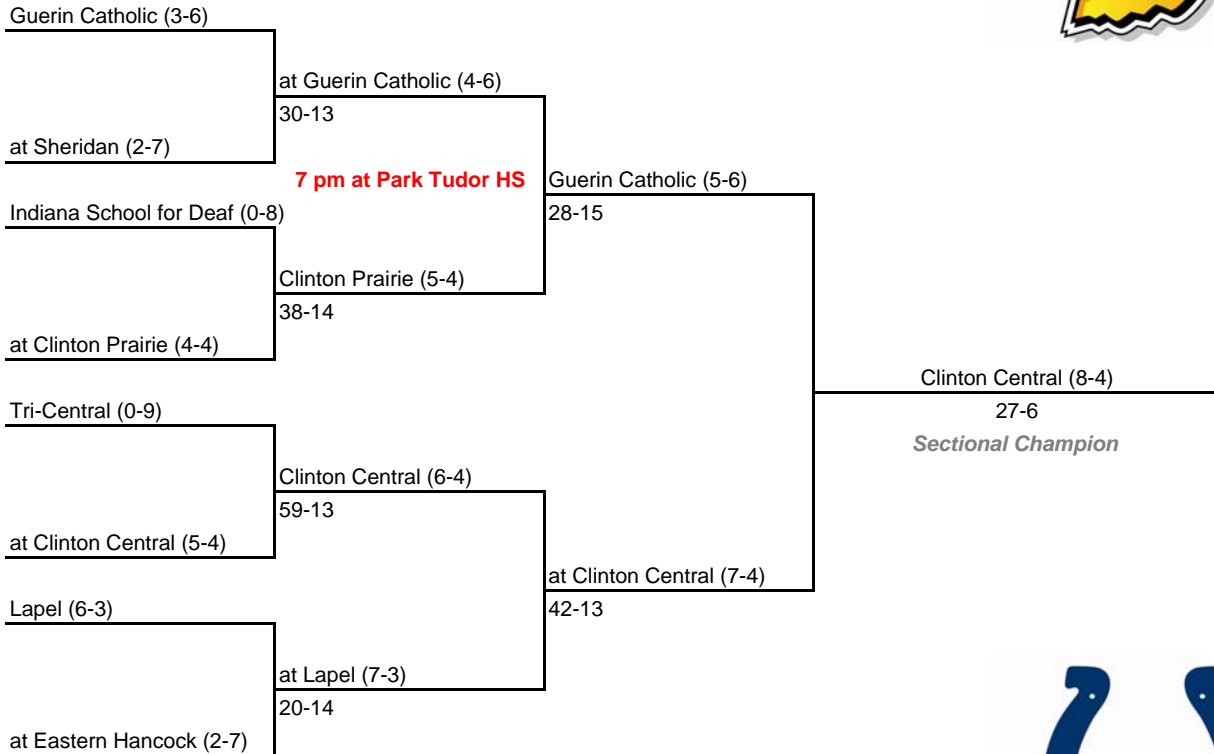 Guerin Catholic (3-6)
at Guerin Catholic (4-6)
30-13
at Sheridan (2-7)
7 pm at Park Tudor HS
Guerin Catholic (5-6)
28-15
Indiana School for Deaf (0-8)
Clinton Prairie (5-4)
38-14
at Clinton Prairie (4-4)
Clinton Central (8-4)
27-6
Sectional Champion
Tri-Central (0-9)
Clinton Central (6-4)
59-13
at Clinton Central (5-4)
at Clinton Central (7-4)
42-13
Lapel (6-3)
at Lapel (7-3)
20-14
at Eastern Hancock (2-7)